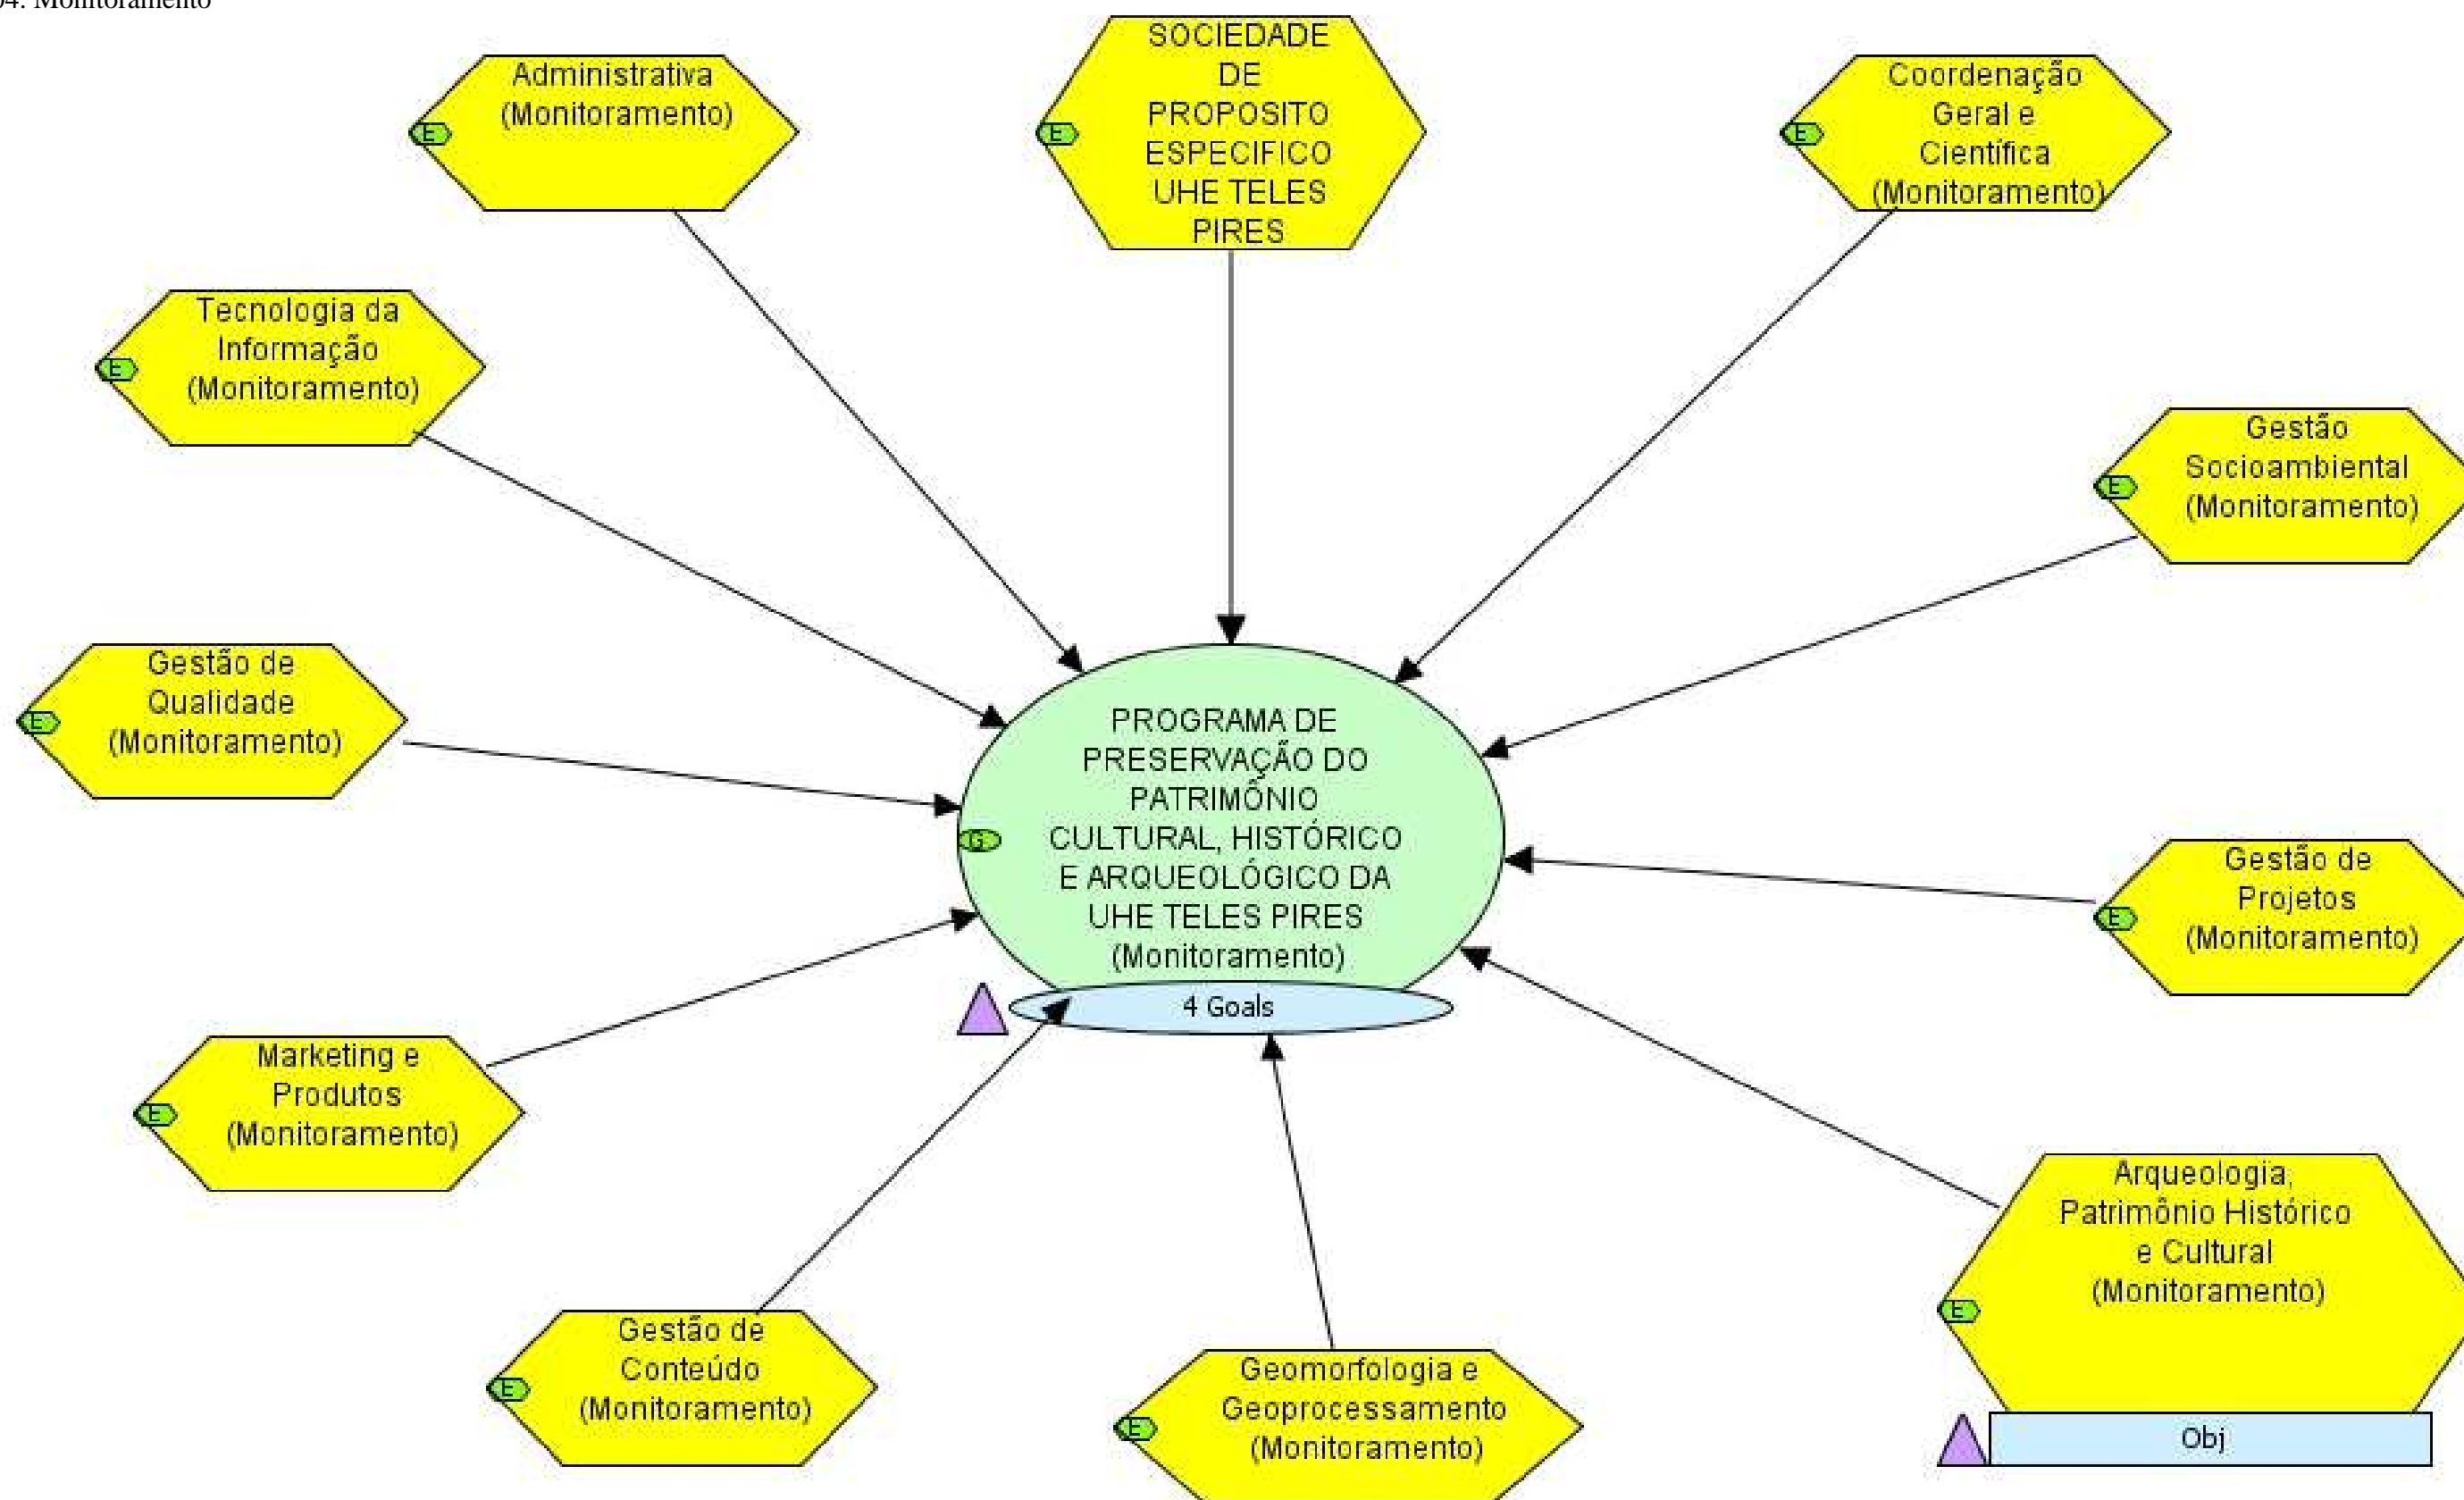 04. Monitoramento
SOCIEDADE
DE
PROPOSITO
ESPECIFICO
UHE TELES
PIRES
E
Administrativa
(Monitoramento)
E
Coordenação
Geral e
Científica
(Monitoramento)
E
Tecnologia da
Informação
(Monitoramento)
E
Gestão
Socioambiental
(Monitoramento)
E
Gestão de
Qualidade
(Monitoramento)
E
PROGRAMA DE
PRESERVAÇÃO DO
PATRIMÔNIO
CULTURAL, HISTÓRICO
E ARQUEOLÓGICO DA
UHE TELES PIRES
(Monitoramento)
G
4 Goals
Gestão de
Projetos
(Monitoramento)
E
Marketing e
Produtos
(Monitoramento)
E
Arqueologia,
Patrimônio Histórico
e Cultural
(Monitoramento)
E
Obj
Gestão de
Conteúdo
(Monitoramento)
E
Geomorfologia e
Geoprocessamento
(Monitoramento)
E